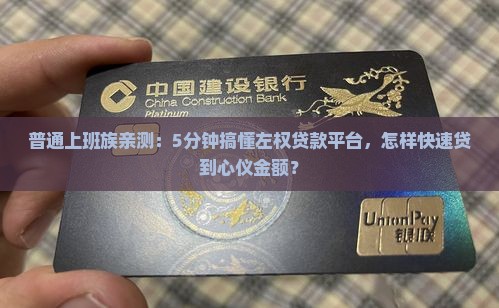 中国建设银行
China Construction Bank
Platinum
普通上班族亲测：5分钟搞懂左权贷款平台，怎样快速贷
到心仪金额？
UnionPay
银联